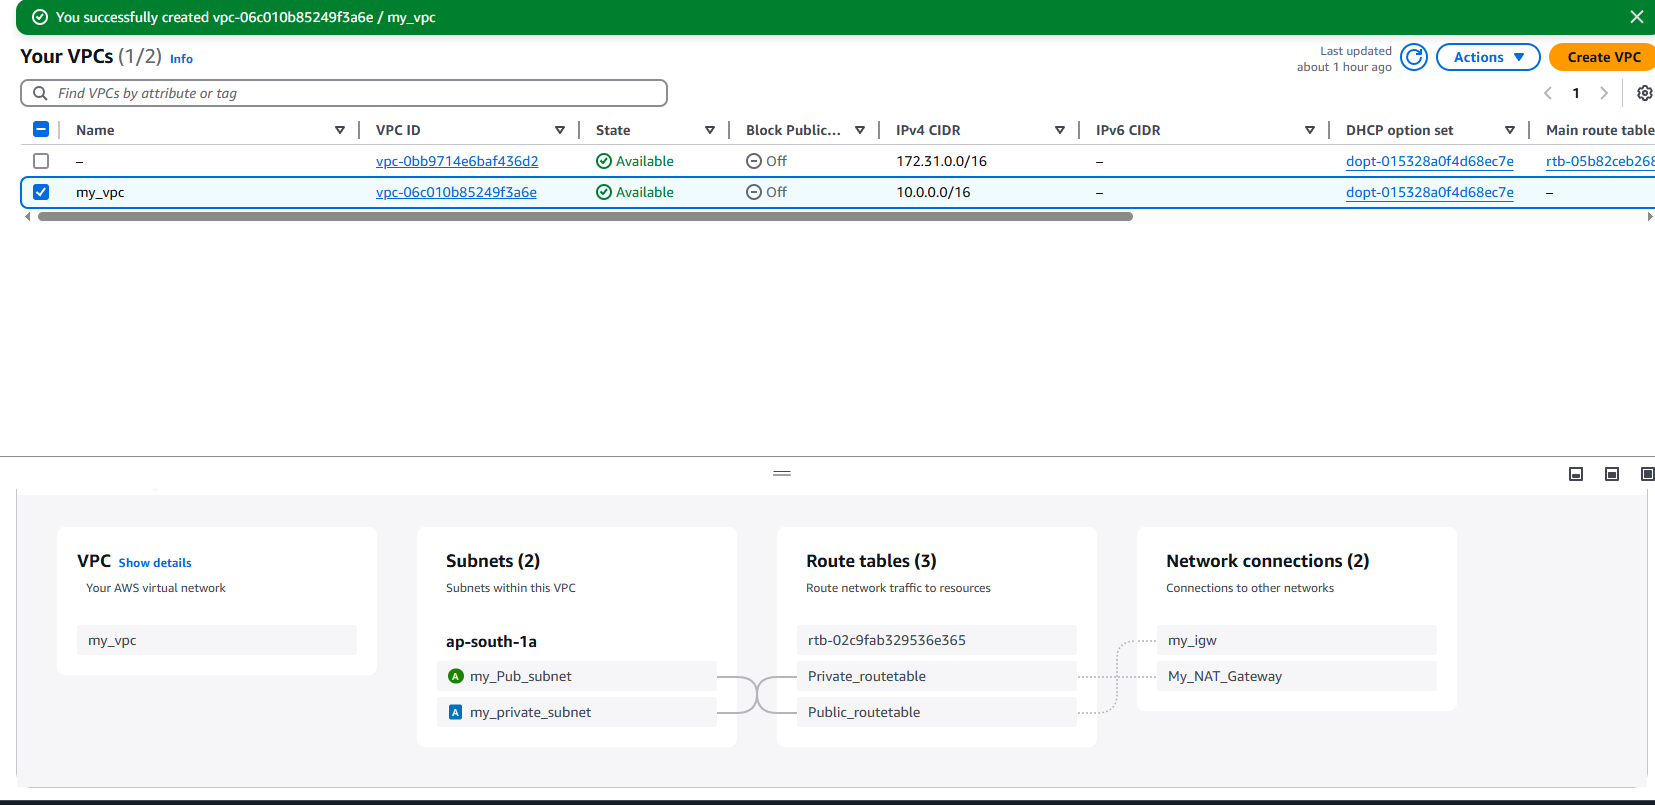 You successfully created vpc-06c010b85249f3a6e / my_vpc
Your VPCs (1/2) Info
Last updated
about 1 hour ago
Actions
Create VPC
Find VPCs by attribute or tag
1
Name VPC ID State Block Public... IPv4 CIDR IPv6 CIDR DHCP option set Main route table
– vpc-0bb9714e6baf436d2 Available Off 172.31.0.0/16 – dopt-015328a0f4d68ec7e rtb-05b82ceb268
my_vpc vpc-06c010b85249f3a6e Available Off 10.0.0.0/16 – dopt-015328a0f4d68ec7e –
VPC Show details
Your AWS virtual network
my_vpc
Subnets (2)
Subnets within this VPC
ap-south-1a
A my_Pub_subnet
A my_private_subnet
Route tables (3)
Route network traffic to resources
rtb-02c9fab329536e365
Private_routetable
Public_routetable
Network connections (2)
Connections to other networks
my_igw
My_NAT_Gateway